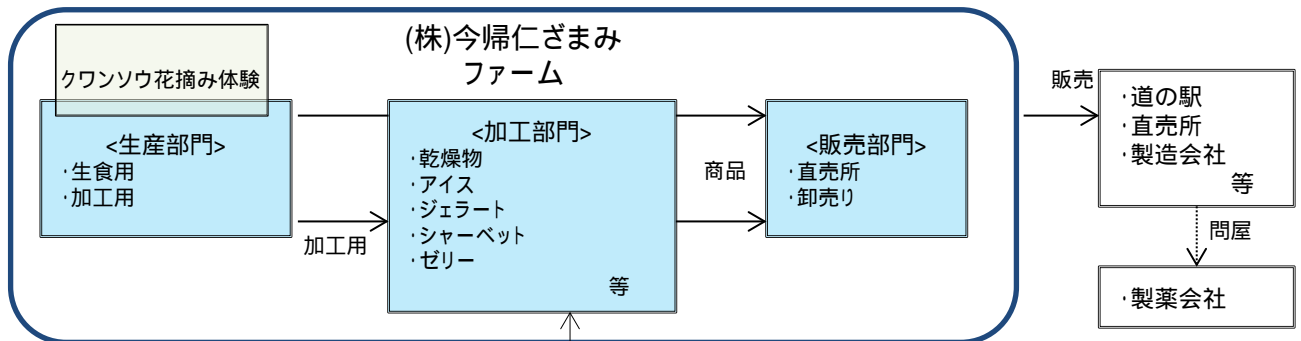 (株)今帰仁ざまみ
ファーム
クワンソウ花摘み体験
<生産部門>
･生食用
･加工用
加工用
<加工部門>
･乾燥物
･アイス
･ジェラート
･シャーベット
･ゼリー
等
商品
<販売部門>
･直売所
･卸売り
販売
･道の駅
･直売所
･製造会社
等
問屋
･製薬会社